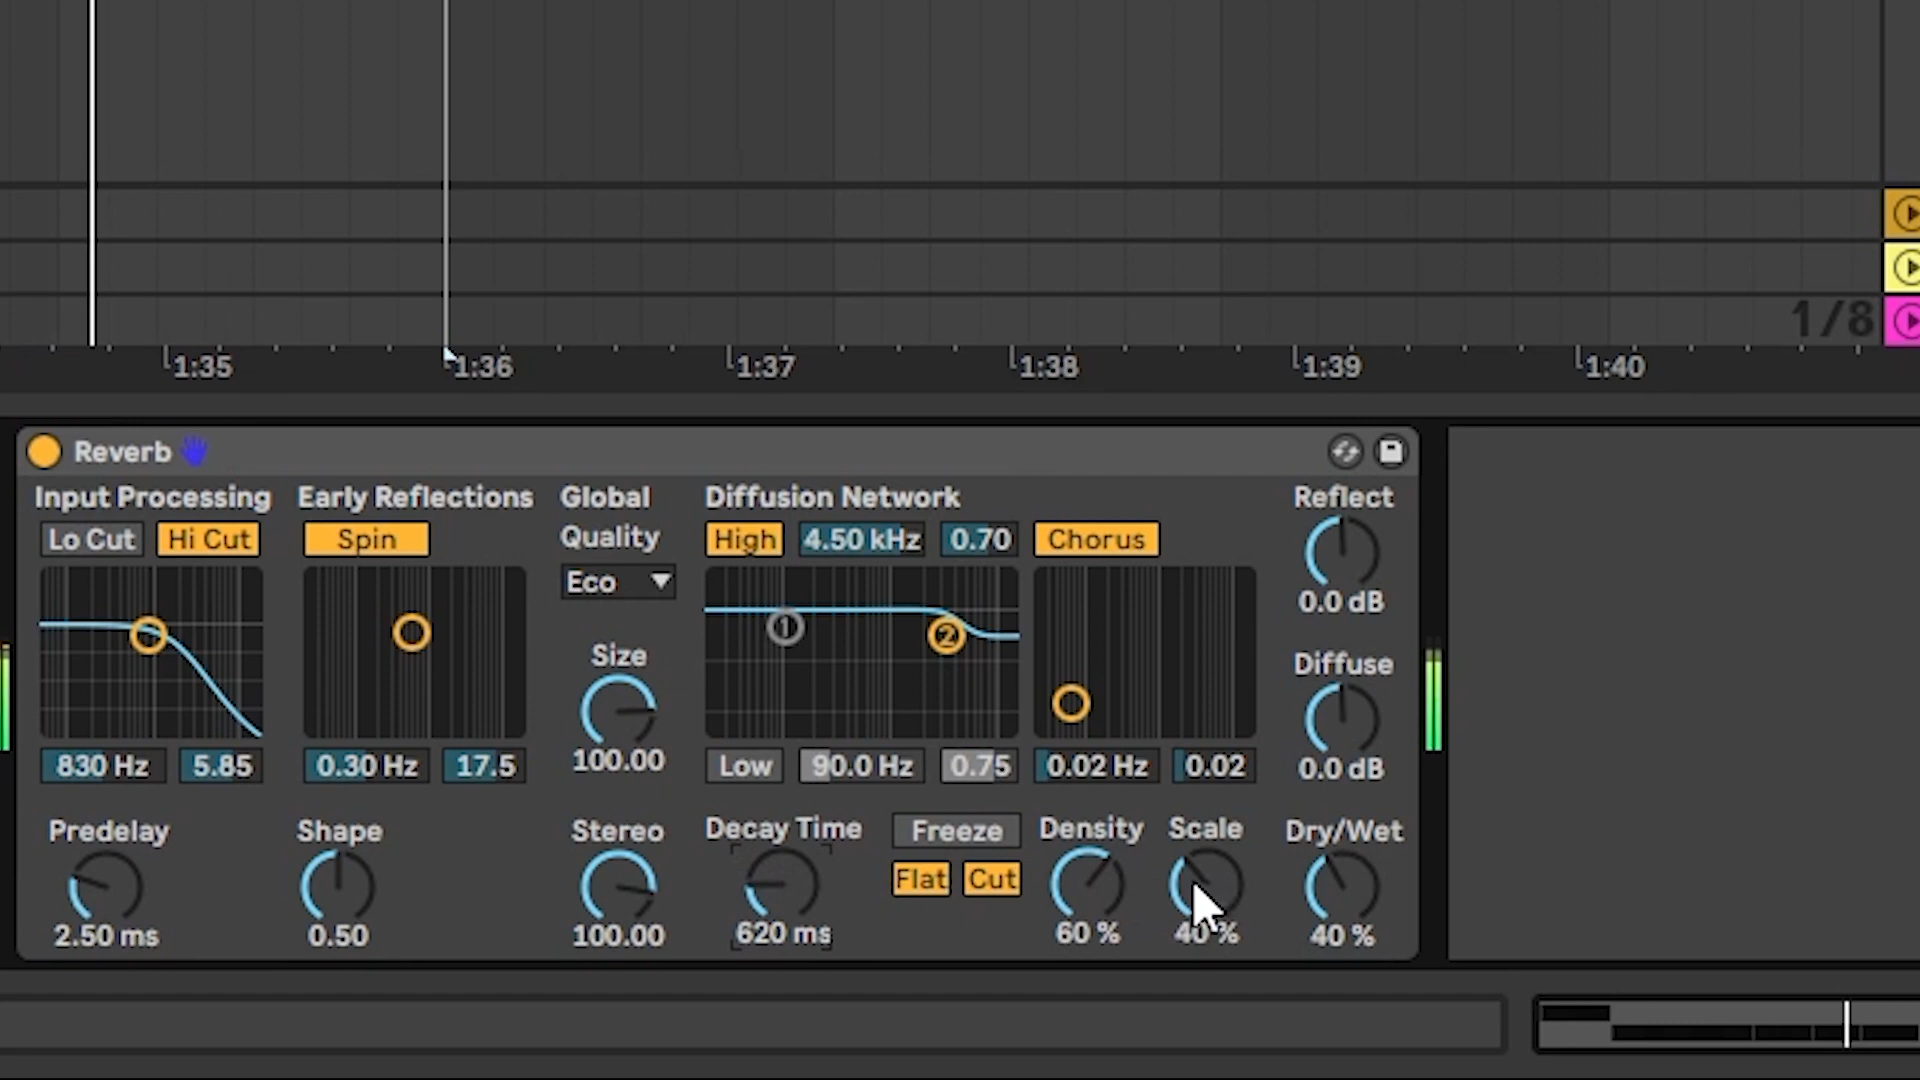 1/8
1:35 1:36 1:37 1:38 1:39 1:40
Reverb
Input Processing Early Reflections Global Diffusion Network Reflect
Lo Cut Hi Cut Spin Quality High 4.50 kHz 0.70 Chorus
Eco
1 2
0.0 dB
Size Diffuse
100.00
830 Hz 5.85 0.30 Hz 17.5 Low 90.0 Hz 0.75 0.02 Hz 0.02 0.0 dB
Predelay Shape Stereo Decay Time Freeze Density Scale Dry/Wet
Flat Cut
2.50 ms 0.50 100.00 620 ms 60 % 40 % 40 %